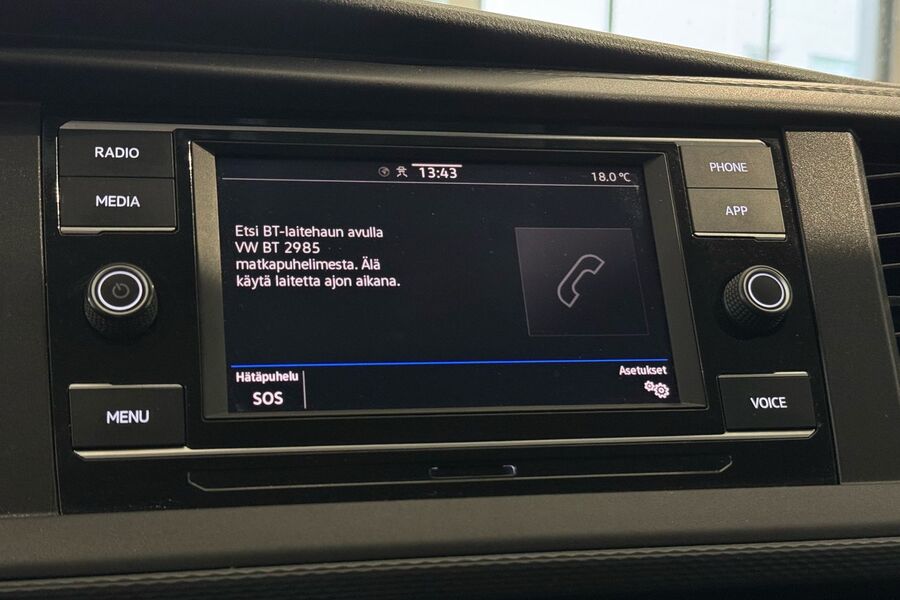 RADIO
MEDIA
MENU
13:43
18.0 °C
Etsi BT-laitehaun avulla
VW BT 2985
matkapuhelimesta. Älä
käytä laitetta ajon aikana.
Hätäpuhelu
SOS
Asetukset
PHONE
APP
VOICE